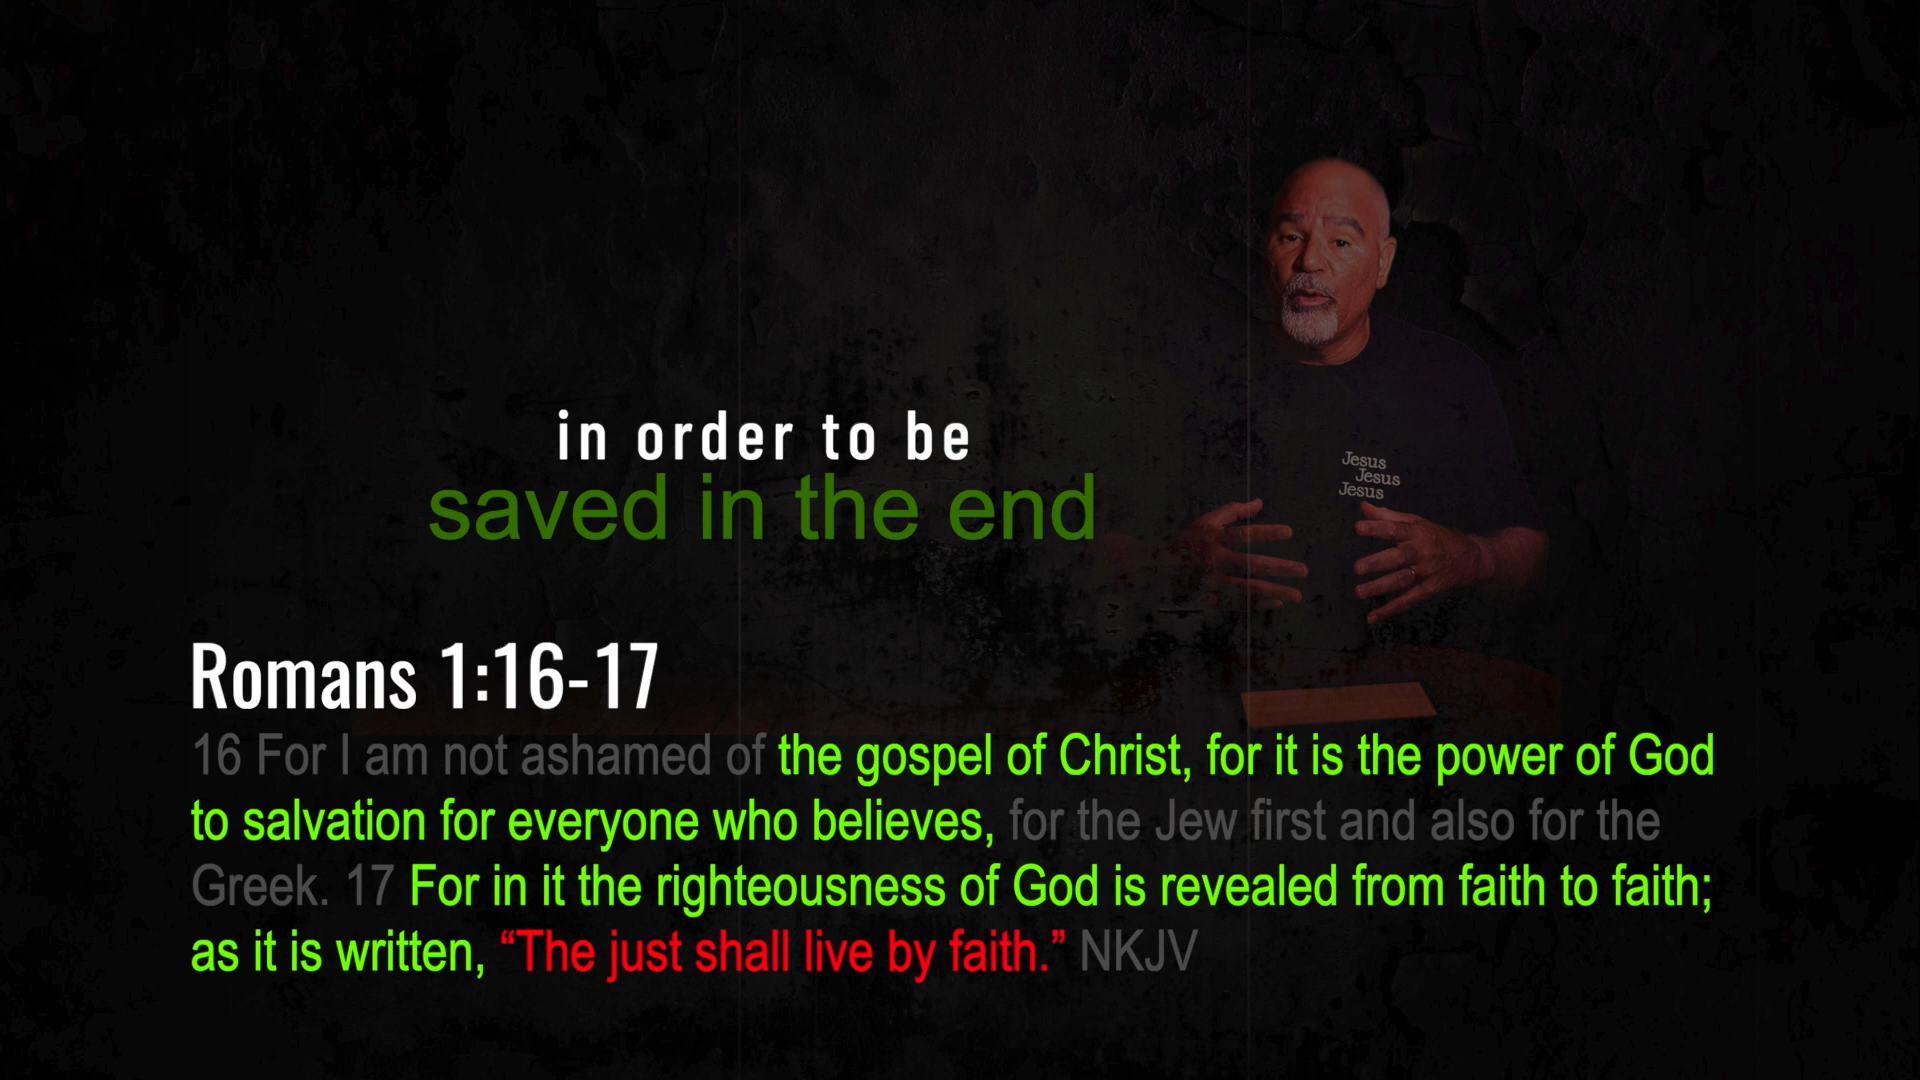 in order to be
saved in the end
Jesus
Jesus
Jesus
Romans 1:16-17
16 For I am not ashamed of the gospel of Christ, for it is the power of God
to salvation for everyone who believes, for the Jew first and also for the
Greek. 17 For in it the righteousness of God is revealed from faith to faith;
as it is written, “The just shall live by faith.” NKJV